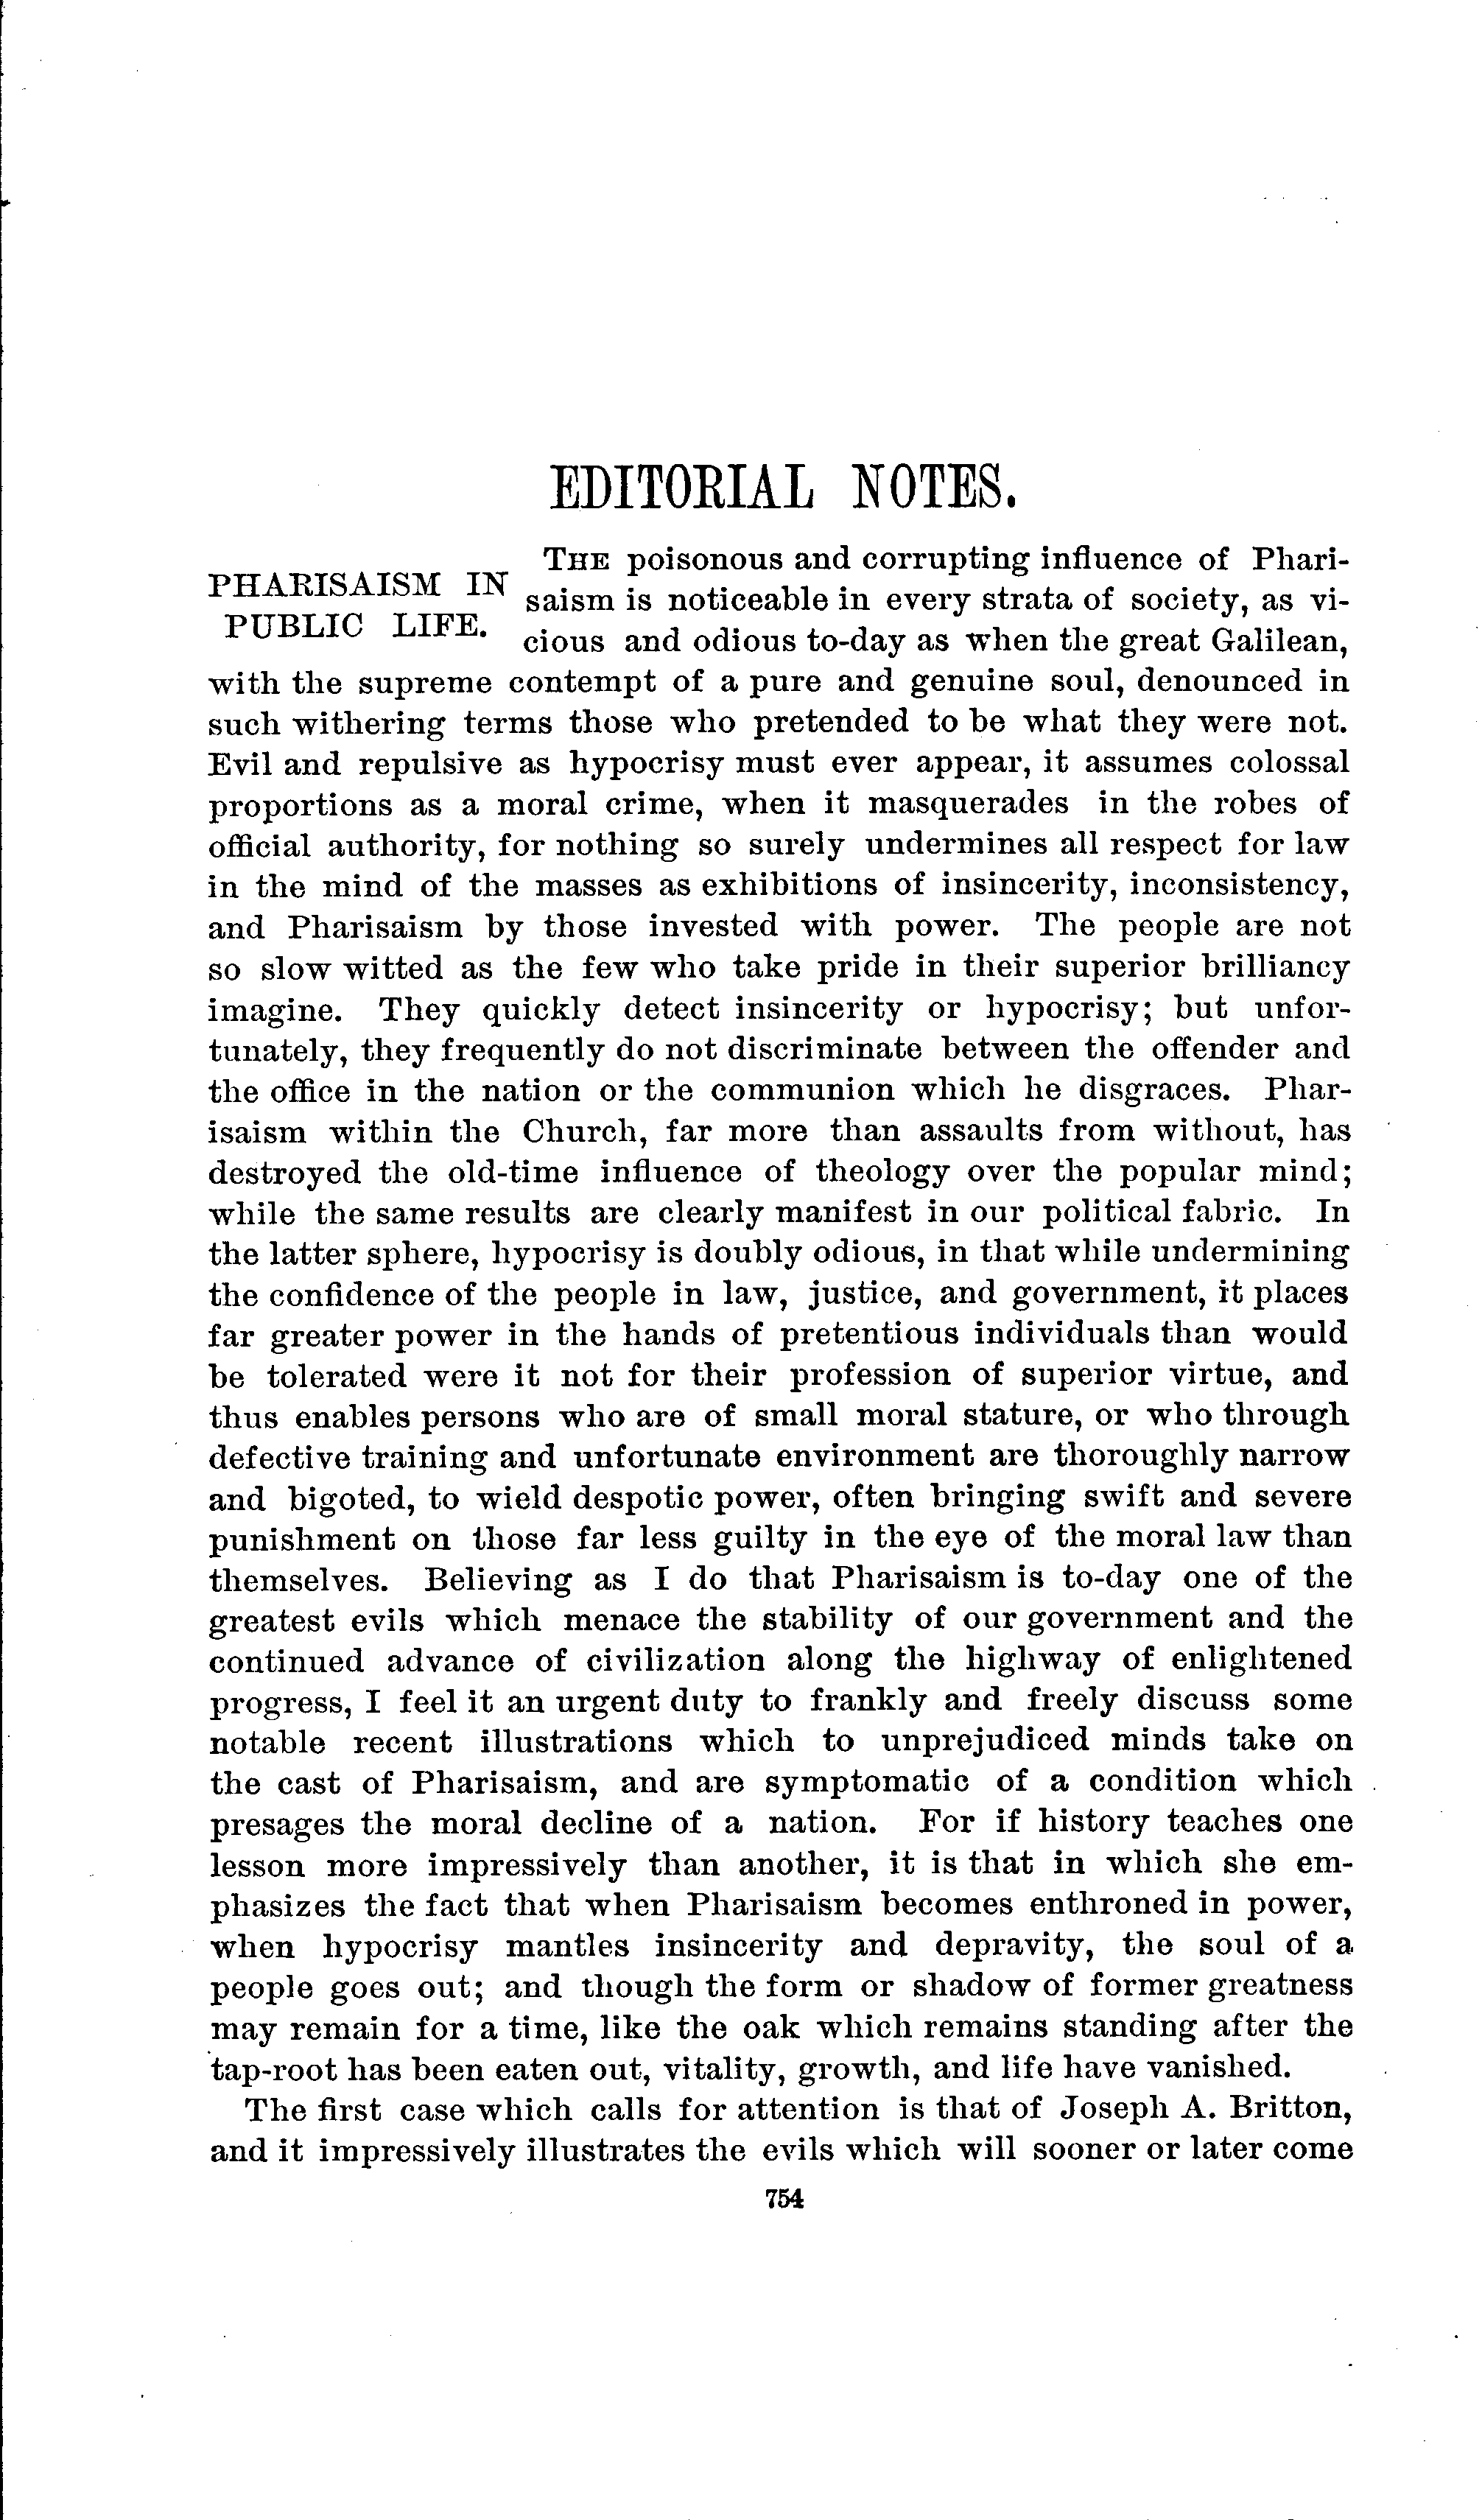 EDITORIAL NOTES.
PHARISAISM IN
PUBLIC LIFE.
THE poisonous and corrupting influence of Phari-
saism is noticeable in every strata of society, as vi-
cious and odious to-day as when the great Galilean,
with the supreme contempt of a pure and genuine soul, denounced in
such withering terms those who pretended to be what they were not.
Evil and repulsive as hypocrisy must ever appear, it assumes colossal
proportions as a moral crime, when it masquerades in the robes of
official authority, for nothing so surely undermines all respect for law
in the mind of the masses as exhibitions of insincerity, inconsistency,
and Pharisaism by those invested with power. The people are not
so slow witted as the few who take pride in their superior brilliancy
imagine. They quickly detect insincerity or hypocrisy; but unfor-
tunately, they frequently do not discriminate between the offender and
the office in the nation or the communion which he disgraces. Phar-
isaism within the Church, far more than assaults from without, has
destroyed the old-time influence of theology over the popular mind;
while the same results are clearly manifest in our political fabric. In
the latter sphere, hypocrisy is doubly odious, in that while undermining
the confidence of the people in law, justice, and government, it places
far greater power in the hands of pretentious individuals than would
be tolerated were it not for their profession of superior virtue, and
thus enables persons who are of small moral stature, or who through
defective training and unfortunate environment are thoroughly narrow
and bigoted, to wield despotic power, often bringing swift and severe
punishment on those far less guilty in the eye of the moral law than
themselves. Believing as I do that Pharisaism is to-day one of the
greatest evils which menace the stability of our government and the
continued advance of civilization along the highway of enlightened
progress, I feel it an urgent duty to frankly and freely discuss some
notable recent illustrations which to unprejudiced minds take on
the cast of Pharisaism, and are symptomatic of a condition which
presages the moral decline of a nation. For if history teaches one
lesson more impressively than another, it is that in which she em-
phasizes the fact that when Pharisaism becomes enthroned in power,
when hypocrisy mantles insincerity and depravity, the soul of a
people goes out; and though the form or shadow of former greatness
may remain for a time, like the oak which remains standing after the
tap-root has been eaten out, vitality, growth, and life have vanished.
The first case which calls for attention is that of Joseph A. Britton,
and it impressively illustrates the evils which will sooner or later come
754